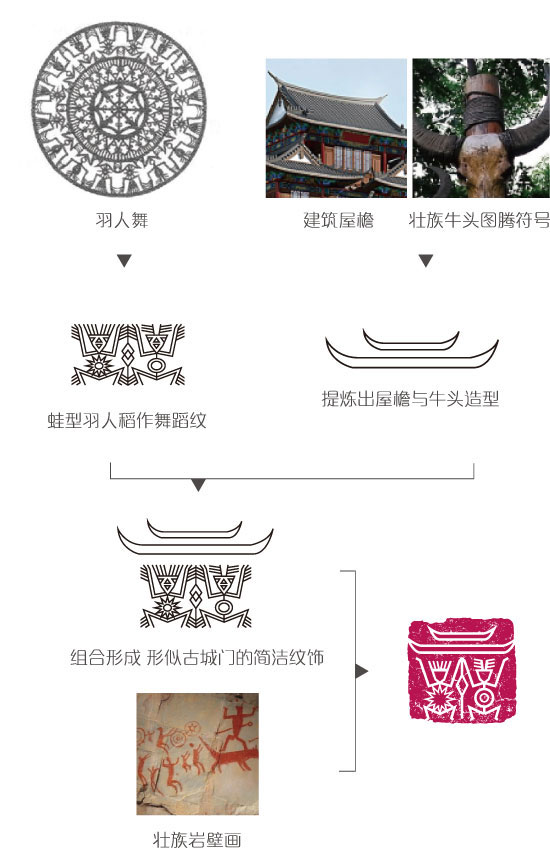 羽人舞
建筑屋檐
壮族牛头图腾符号
蛙型羽人稻作舞蹈纹
提炼出屋檐与牛头造型
组合形成 形似古城门的简洁纹饰
壮族岩壁画